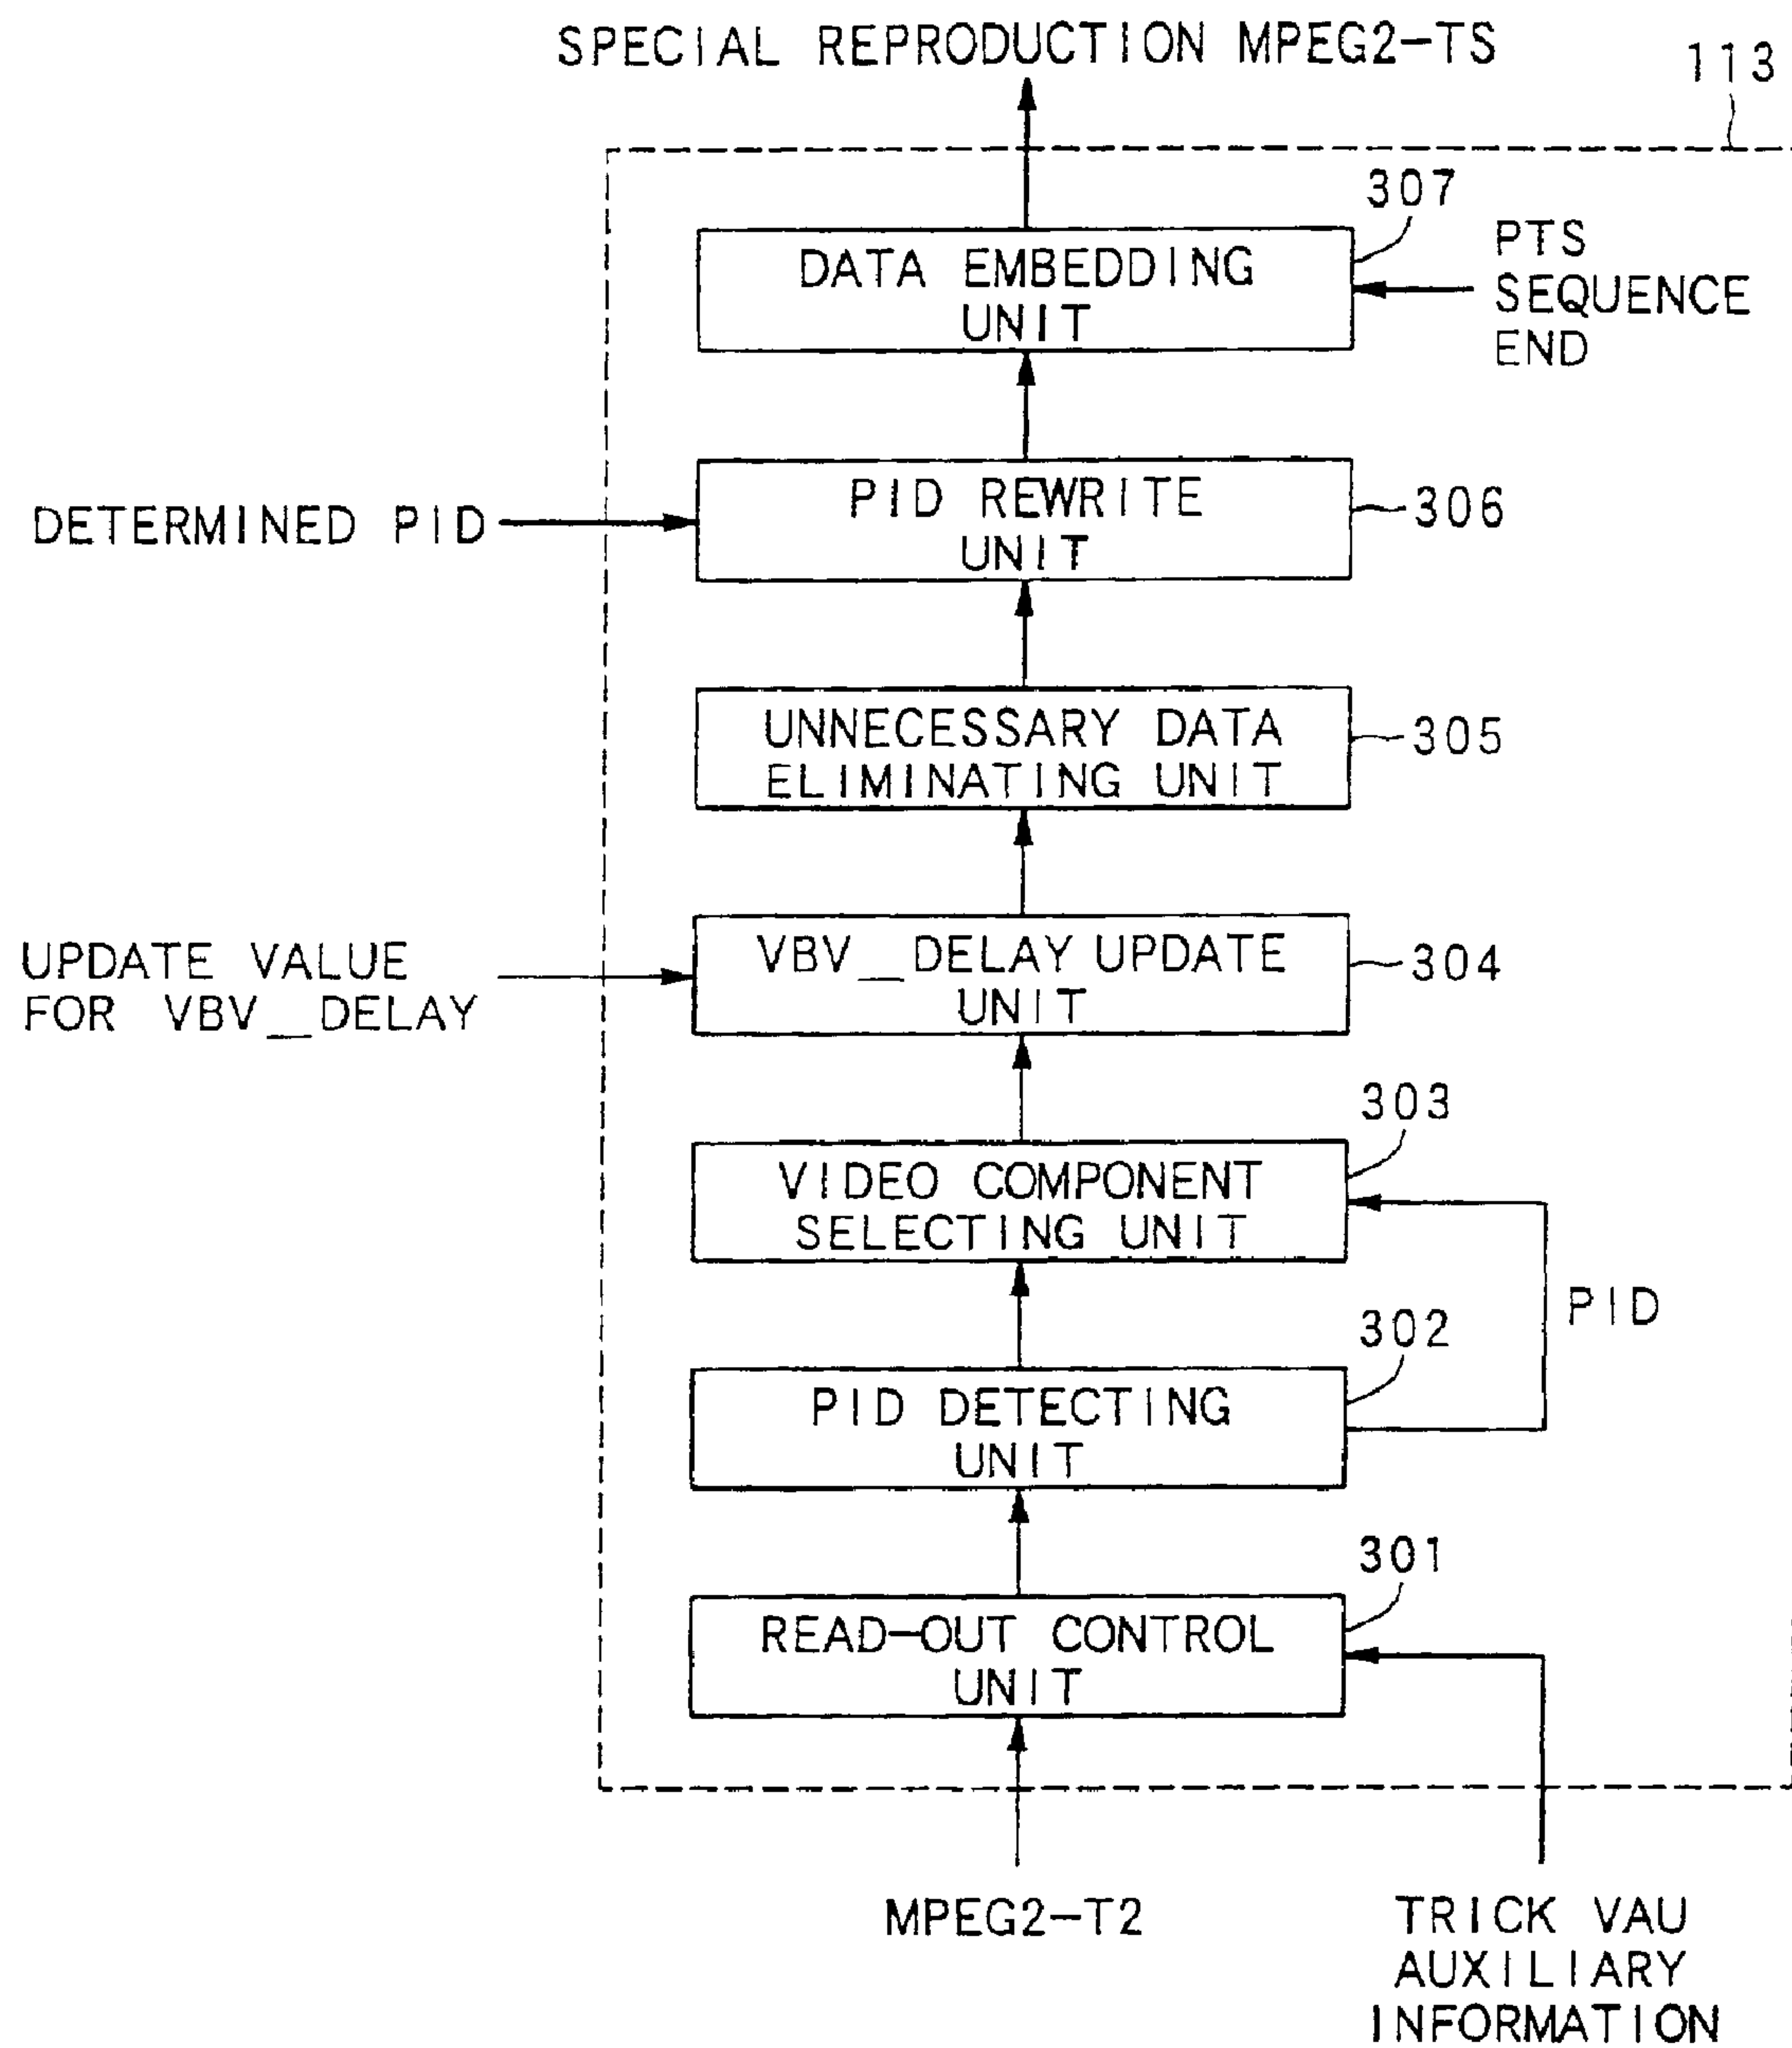 SPECIAL REPRODUCTION MPEG2-TS
113
307
DATA EMBEDDING
UNIT
PTS
SEQUENCE
END
PID REWRITE
UNIT
306
DETERMINED PID
UNNECESSARY DATA
ELIMINATING UNIT
305
VBV_DELAY UPDATE
UNIT
304
UPDATE VALUE
FOR VBV_DELAY
303
VIDEO COMPONENT
SELECTING UNIT
PID
302
PID DETECTING
UNIT
301
READ-OUT CONTROL
UNIT
MPEG2-T2
TRICK VAU
AUXILIARY
INFORMATION